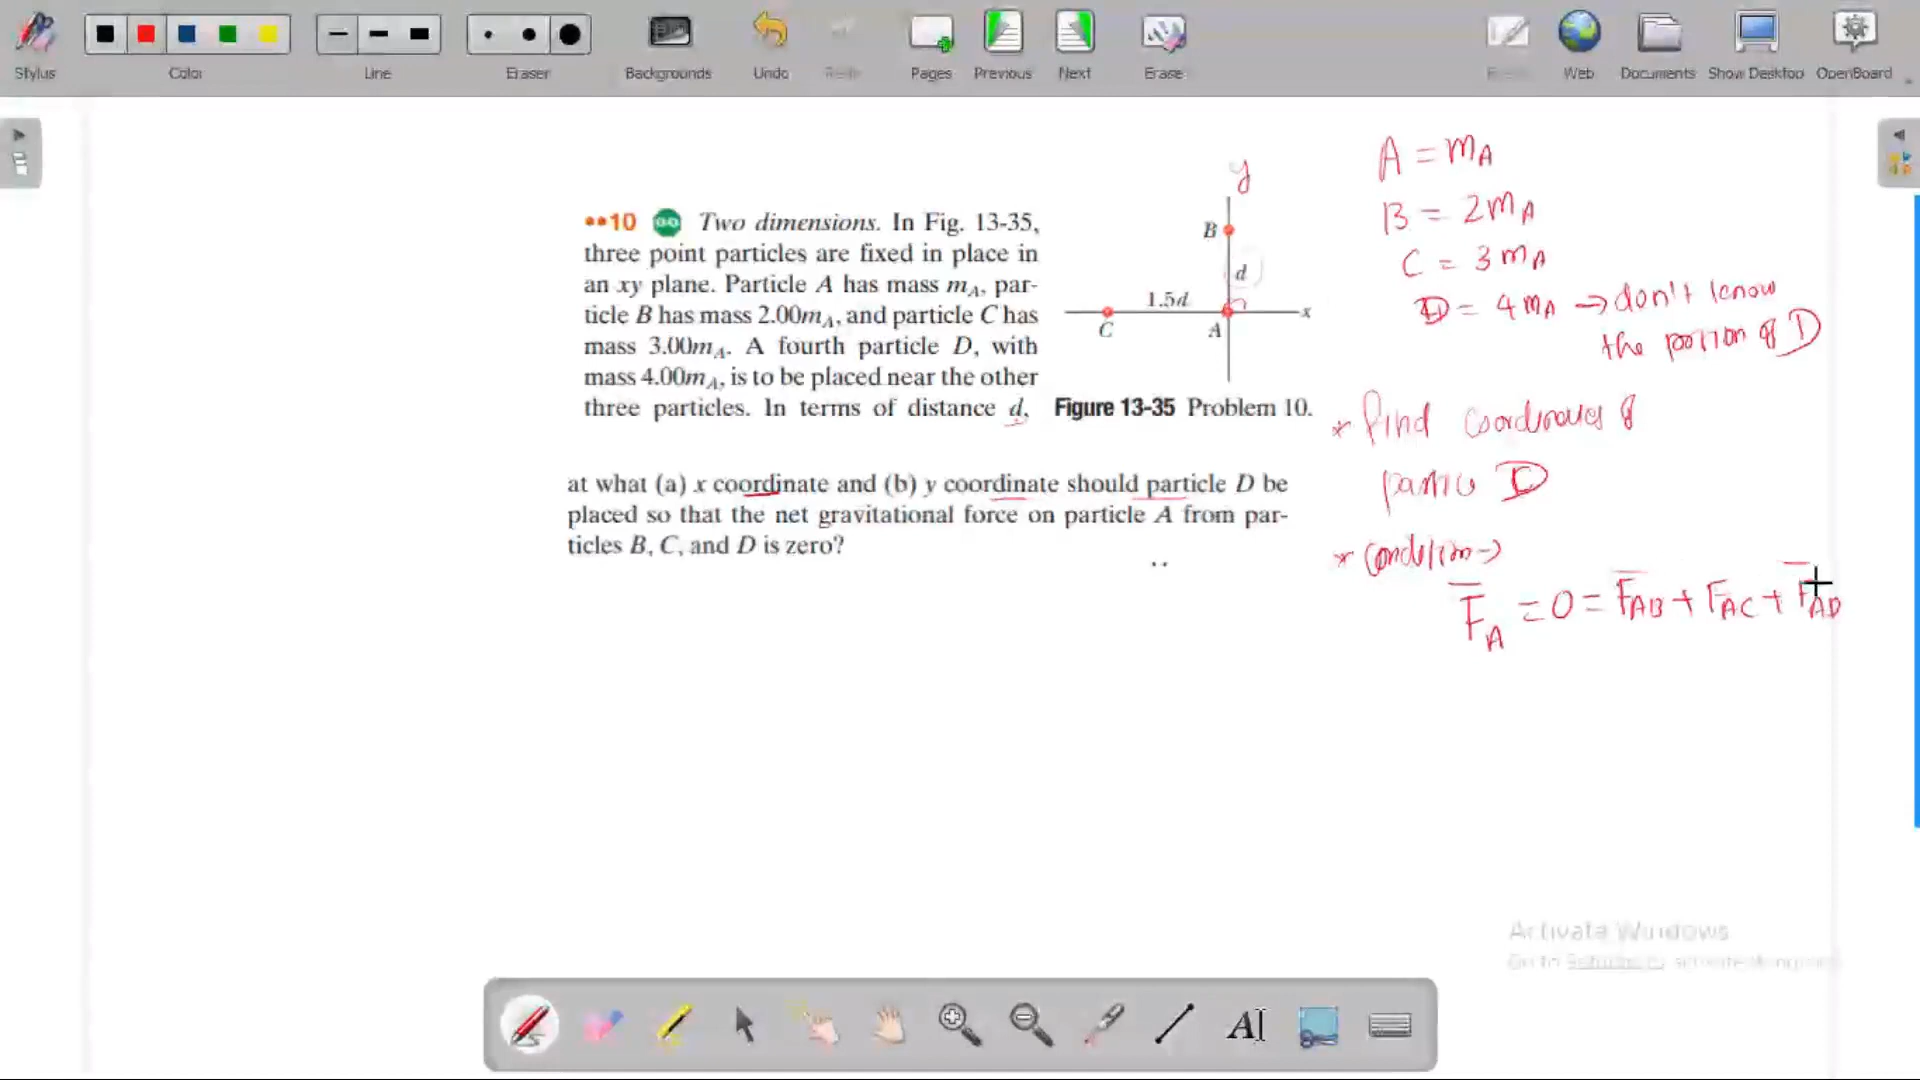 Stylus
Color
Line
Eraser
Backgrounds
Undo
Redo
Pages
Previous
Next
Erase
Web
Documents
Show Desktop
OpenBoard
••10 GO Two dimensions. In Fig. 13-35,
three point particles are fixed in place in
an xy plane. Particle A has mass mA, par-
ticle B has mass 2.00mA, and particle C has
mass 3.00mA. A fourth particle D, with
mass 4.00mA, is to be placed near the other
three particles. In terms of distance d,
y
B
d
1.5d
x
C
A
Figure 13-35 Problem 10.
at what (a) x coordinate and (b) y coordinate should particle D be
placed so that the net gravitational force on particle A from par-
ticles B, C, and D is zero?
A = mA
B = 2mA
C = 3mA
D = 4mA → don't know
the of D
* find of
D
*
FA = 0 = FAB + FAC + FAD
Activate Windows
Go to
AI